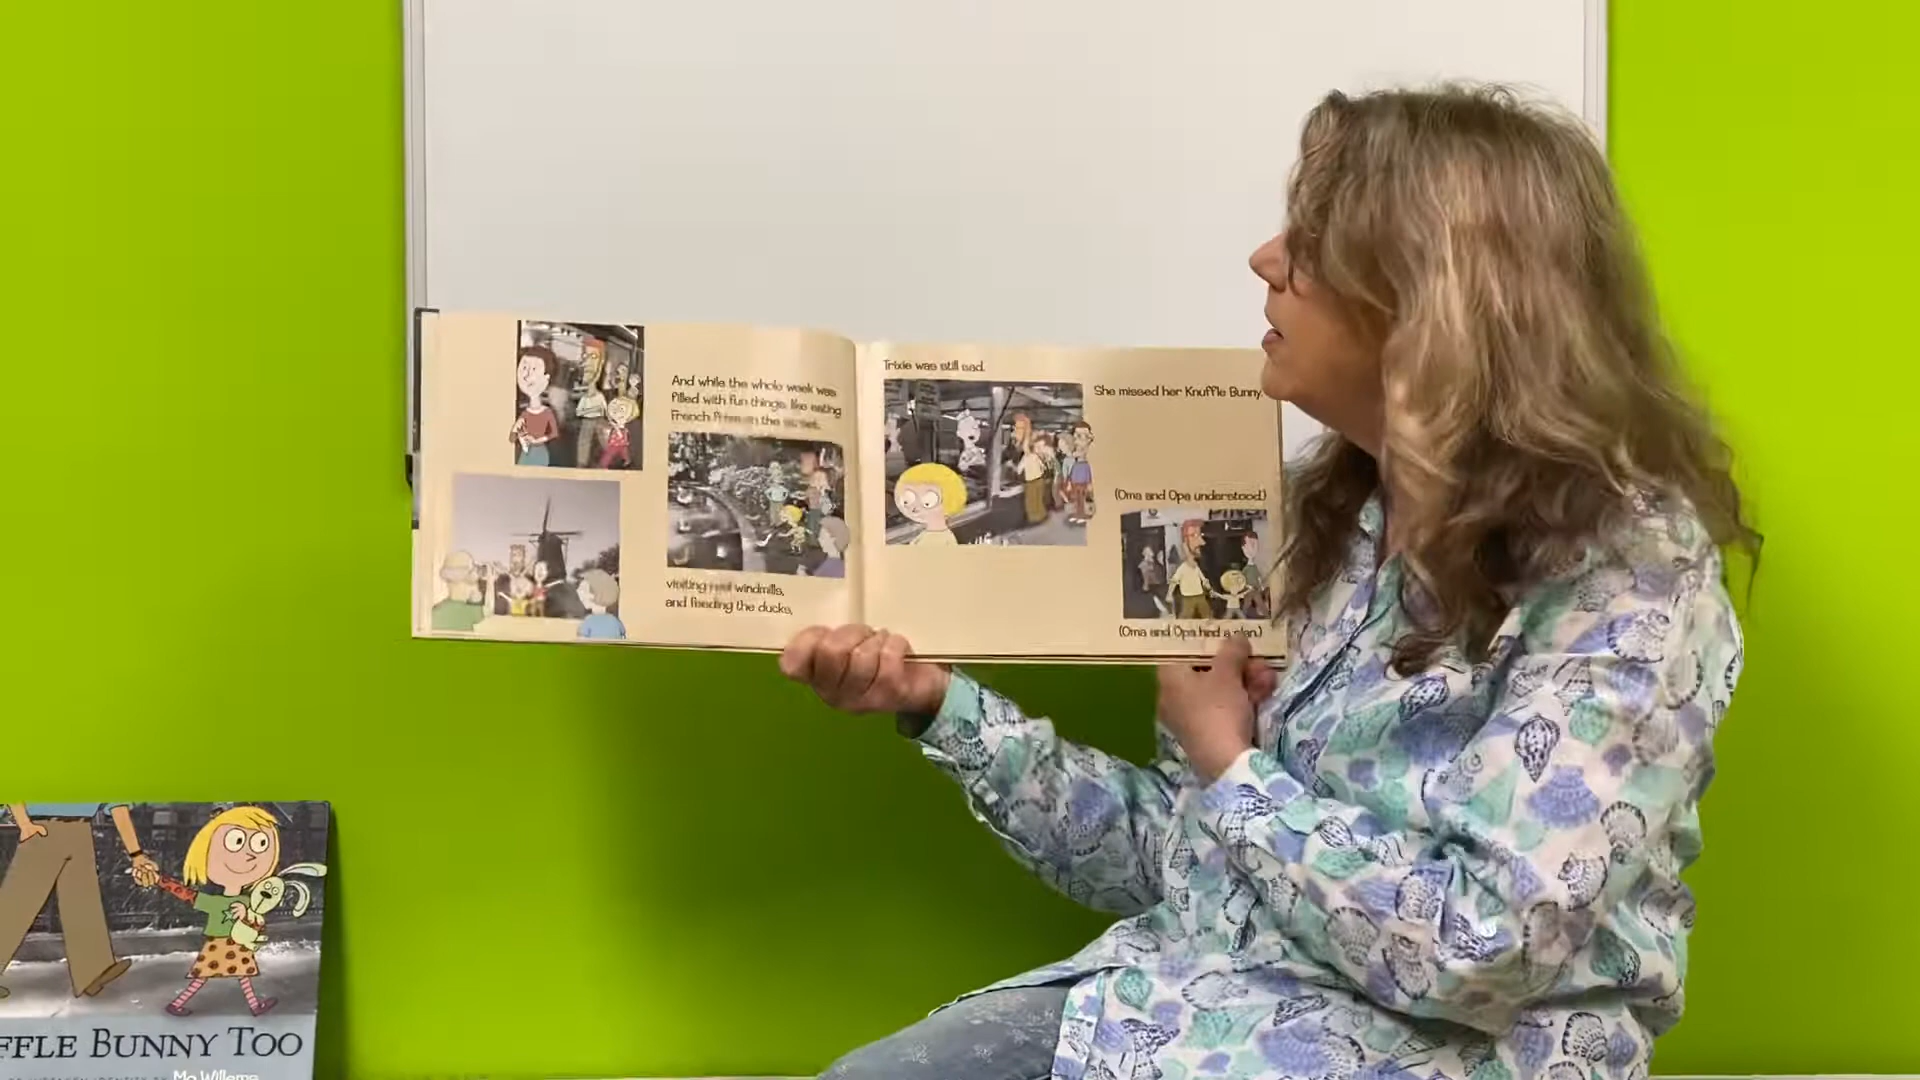 And while the whole week was
filled with fun things, like eating
French fries on the street,
visiting real windmills,
and feeding the ducks,
Trixie was still sad.
She missed her Knuffle Bunny.
(Oma and Opa understood.)
(Oma and Opa had a plan.)
FFLE BUNNY TOO
Mo Willems